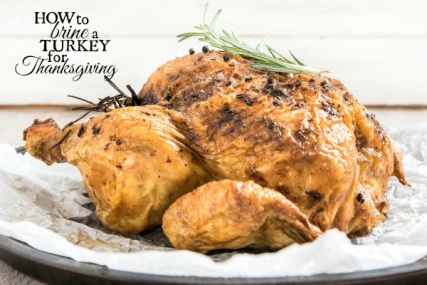 HOW to
brine a
TURKEY
for
Thanksgiving